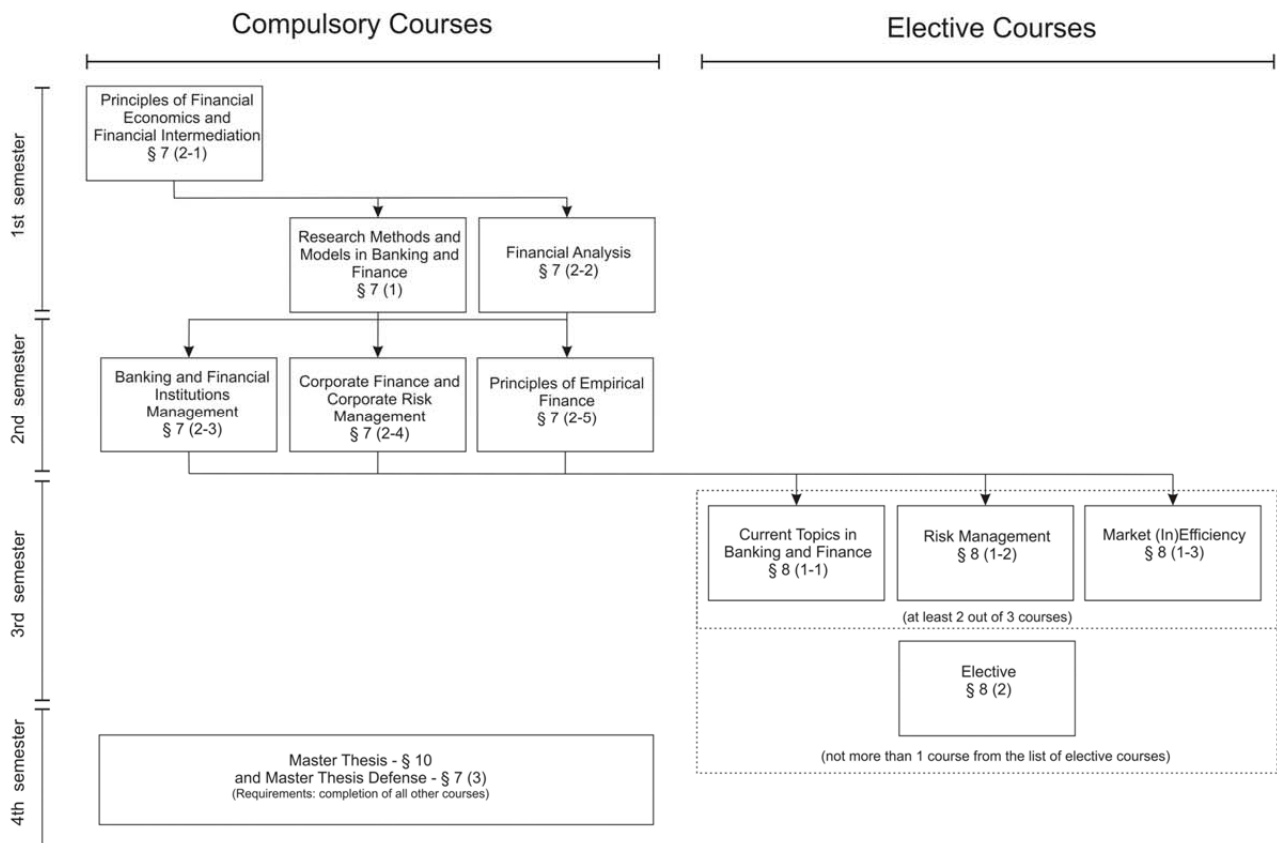 Compulsory Courses
Elective Courses
1st semester
Principles of Financial
Economics and
Financial Intermediation
§ 7 (2-1)
Research Methods and
Models in Banking and
Finance
§ 7 (1)
Financial Analysis
§ 7 (2-2)
2nd semester
Banking and Financial
Institutions
Management
§ 7 (2-3)
Corporate Finance and
Corporate Risk
Management
§ 7 (2-4)
Principles of Empirical
Finance
§ 7 (2-5)
3rd semester
Current Topics in
Banking and Finance
§ 8 (1-1)
Risk Management
§ 8 (1-2)
Market (In)Efficiency
§ 8 (1-3)
(at least 2 out of 3 courses)
Elective
§ 8 (2)
(not more than 1 course from the list of elective courses)
4th semester
Master Thesis - § 10
and Master Thesis Defense - § 7 (3)
(Requirements: completion of all other courses)